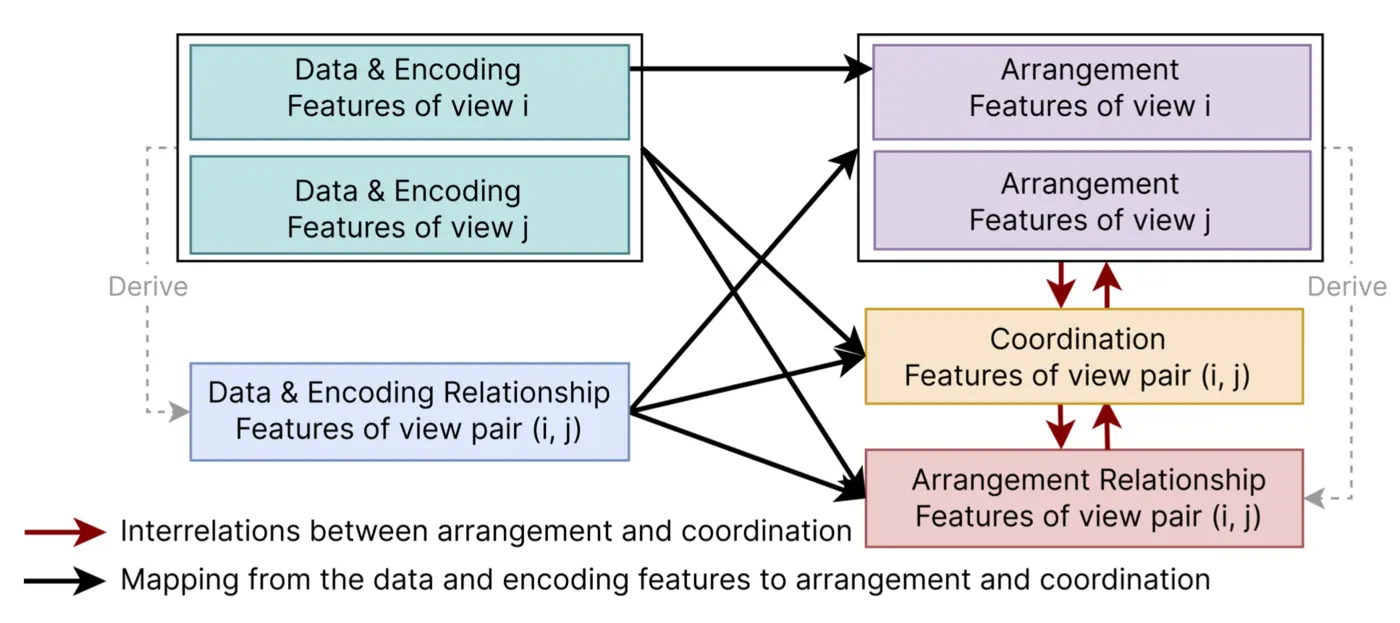 Data & Encoding
Features of view i
Data & Encoding
Features of view j
Arrangement
Features of view i
Arrangement
Features of view j
Derive
Derive
Coordination
Features of view pair (i, j)
Data & Encoding Relationship
Features of view pair (i, j)
Arrangement Relationship
Features of view pair (i, j)
Interrelations between arrangement and coordination
Mapping from the data and encoding features to arrangement and coordination